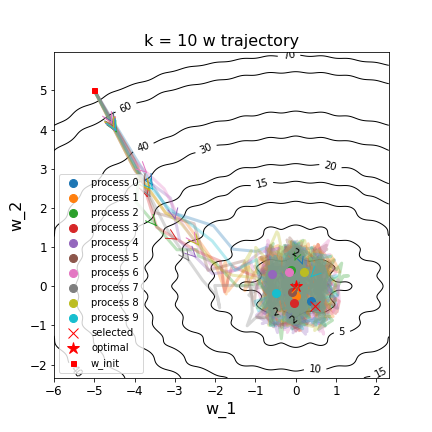 k = 10 w trajectory
70
60
40
30
20
15
2
2
2
5
10
15
process 0
process 1
process 2
process 3
process 4
process 5
process 6
process 7
process 8
process 9
selected
optimal
w_init
5
4
3
2
1
0
−1
−2
w_2
−6
−5
−4
−3
−2
−1
0
1
2
w_1